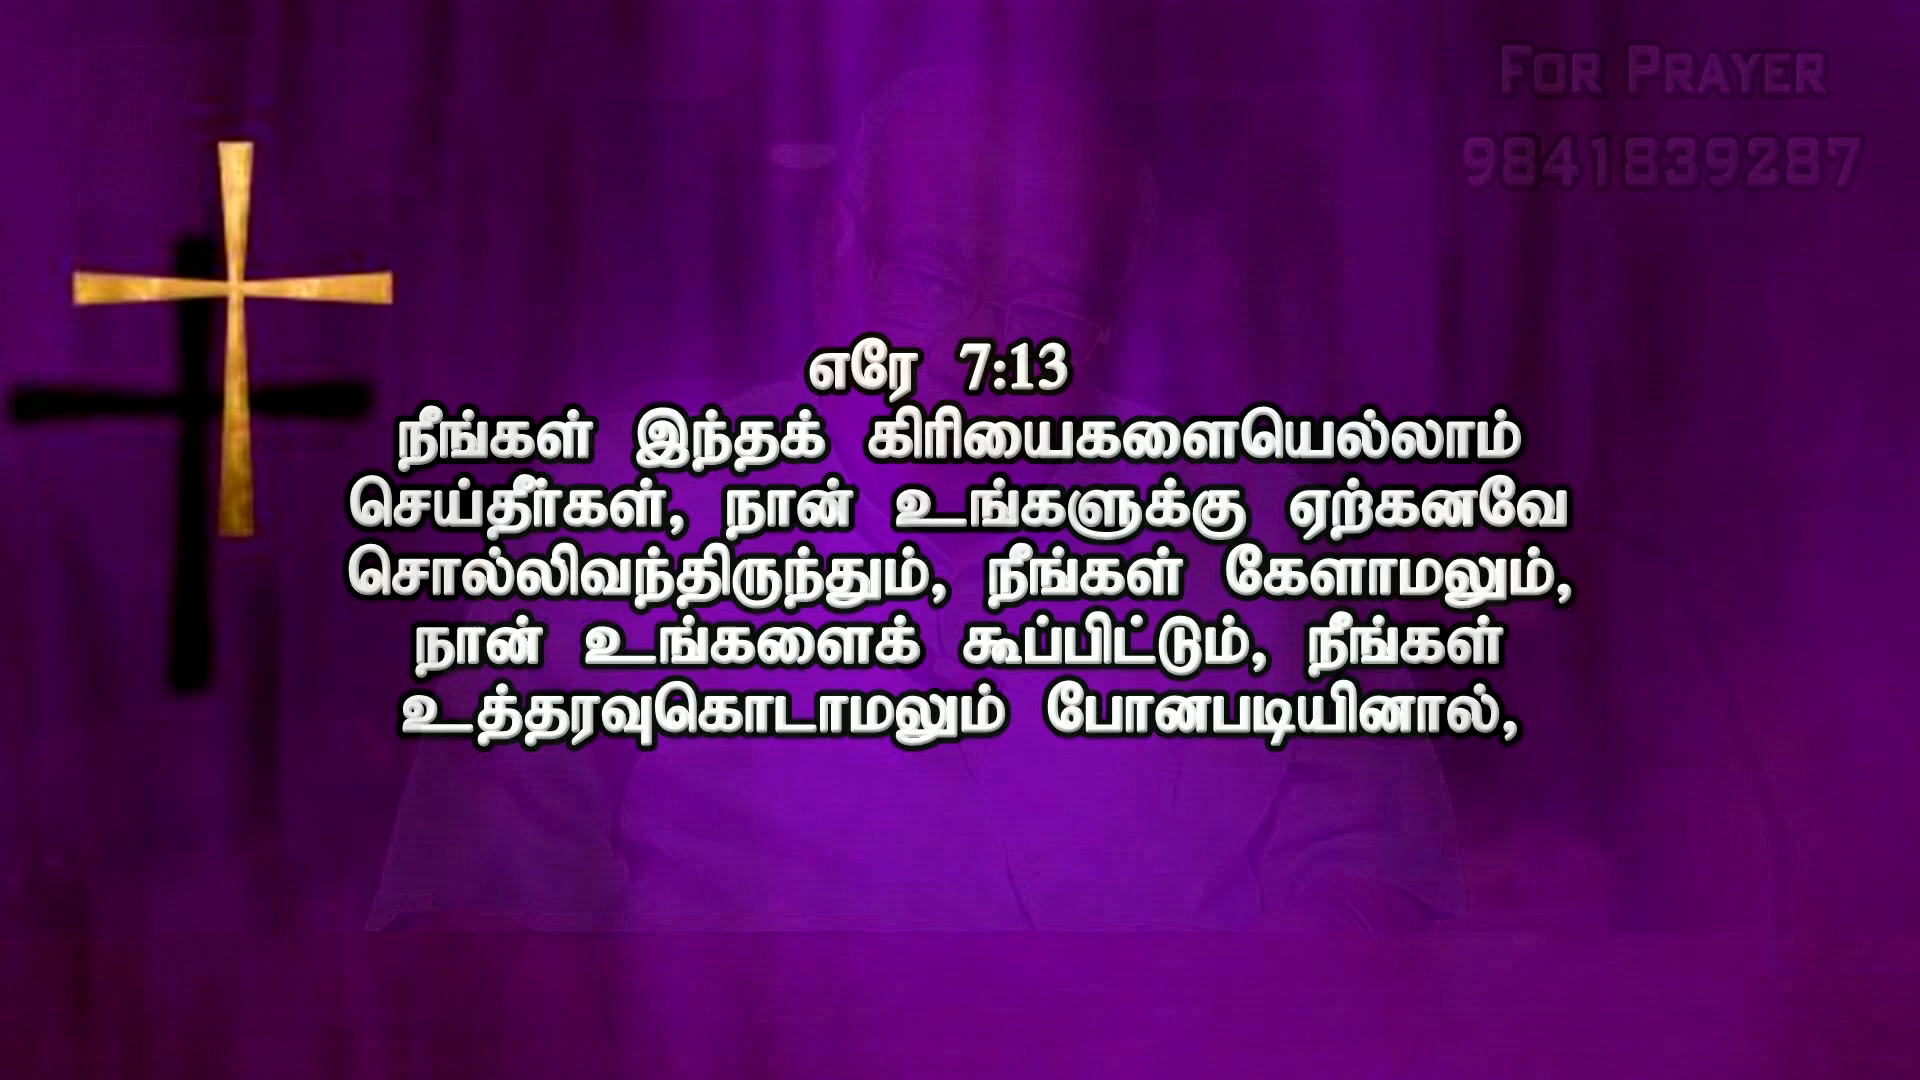 For Prayer
9841839287
எரே 7:13
நீங்கள் இந்தக் கிரியைகளையெல்லாம்
செய்தீர்கள், நான் உங்களுக்கு ஏற்கனவே
சொல்லிவந்திருந்தும், நீங்கள் கேளாமலும்,
நான் உங்களைக் கூப்பிட்டும், நீங்கள்
உத்தரவுகொடாமலும் போனபடியினால்,